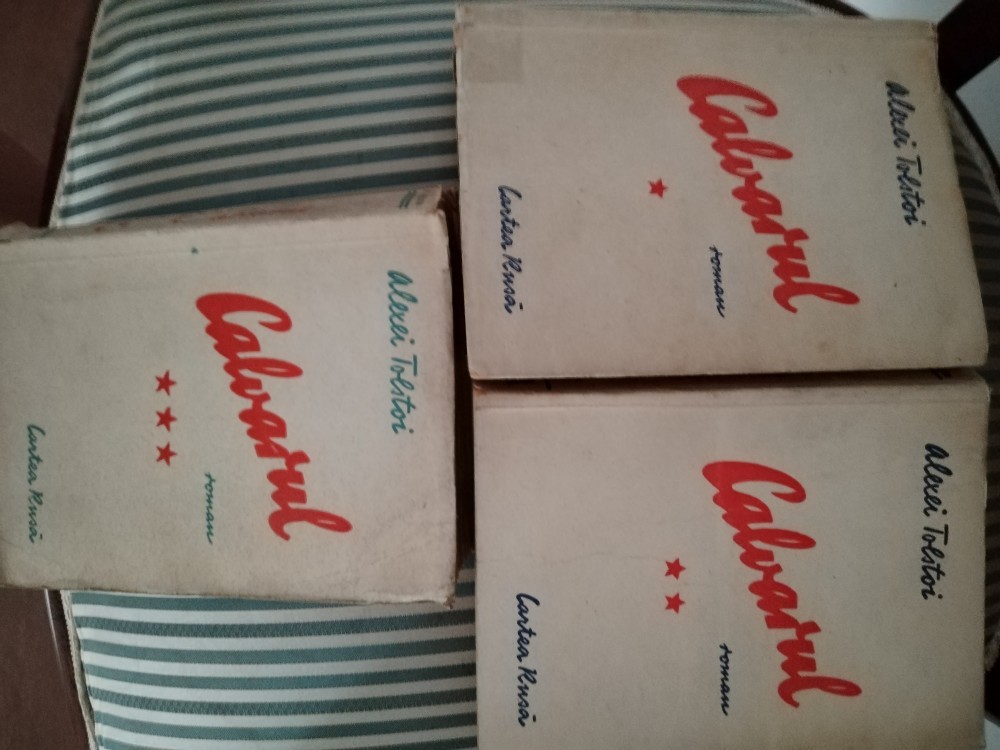 Alexei Tolstoi
Calvarul
roman
★
Cartea Rusă
Alexei Tolstoi
Calvarul
roman
★★
Cartea Rusă
Alexei Tolstoi
Calvarul
roman
★★★
Cartea Rusă